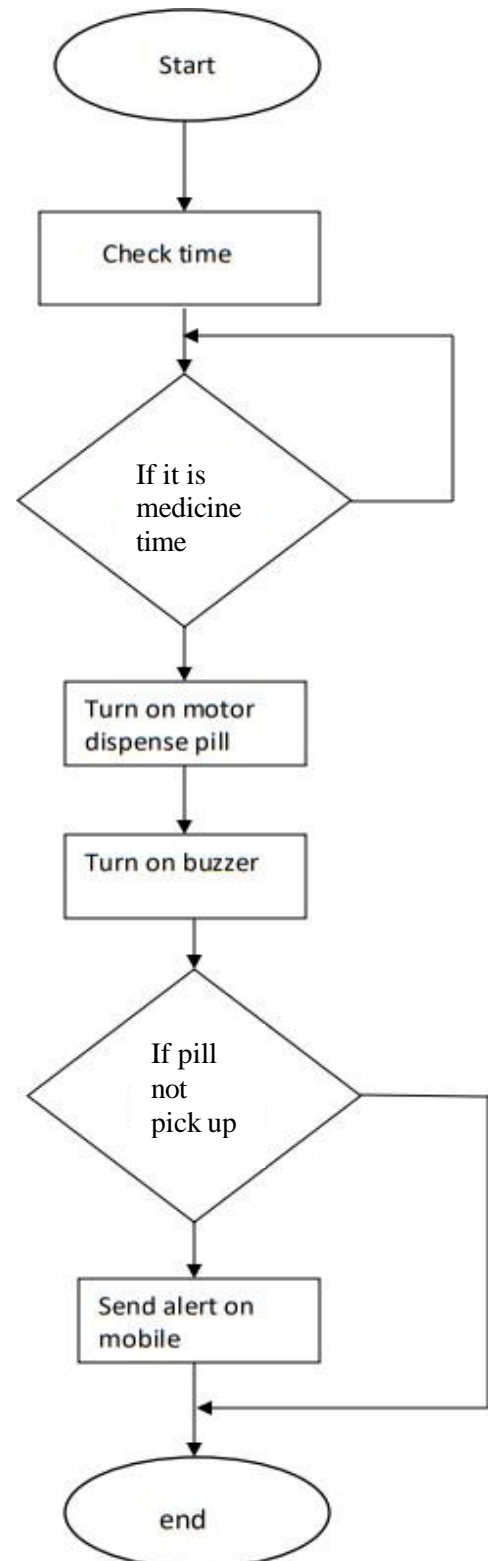 Start
Check time
If it is
medicine
time
Turn on motor
dispense pill
Turn on buzzer
If pill
not
pick up
Send alert on
mobile
end